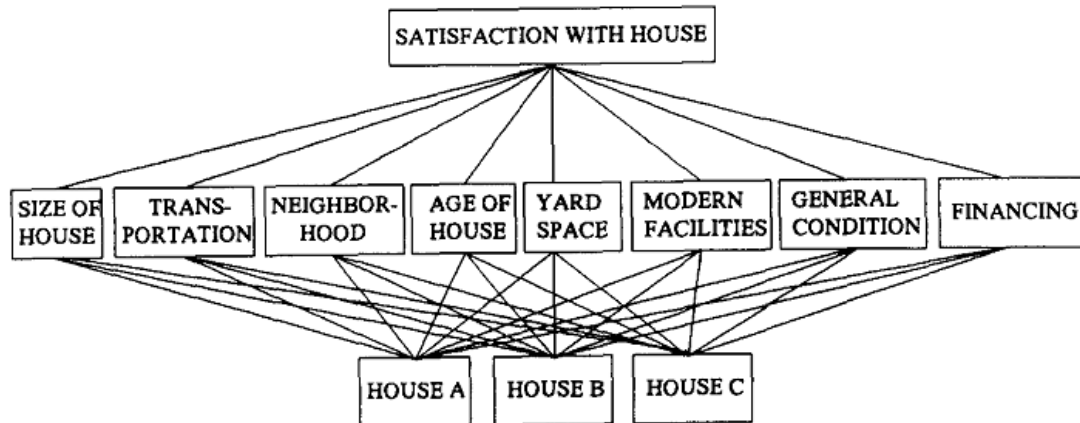 SATISFACTION WITH HOUSE
SIZE OF
HOUSE
TRANS-
PORTATION
NEIGHBOR-
HOOD
AGE OF
HOUSE
YARD
SPACE
MODERN
FACILITIES
GENERAL
CONDITION
FINANCING
HOUSE A
HOUSE B
HOUSE C